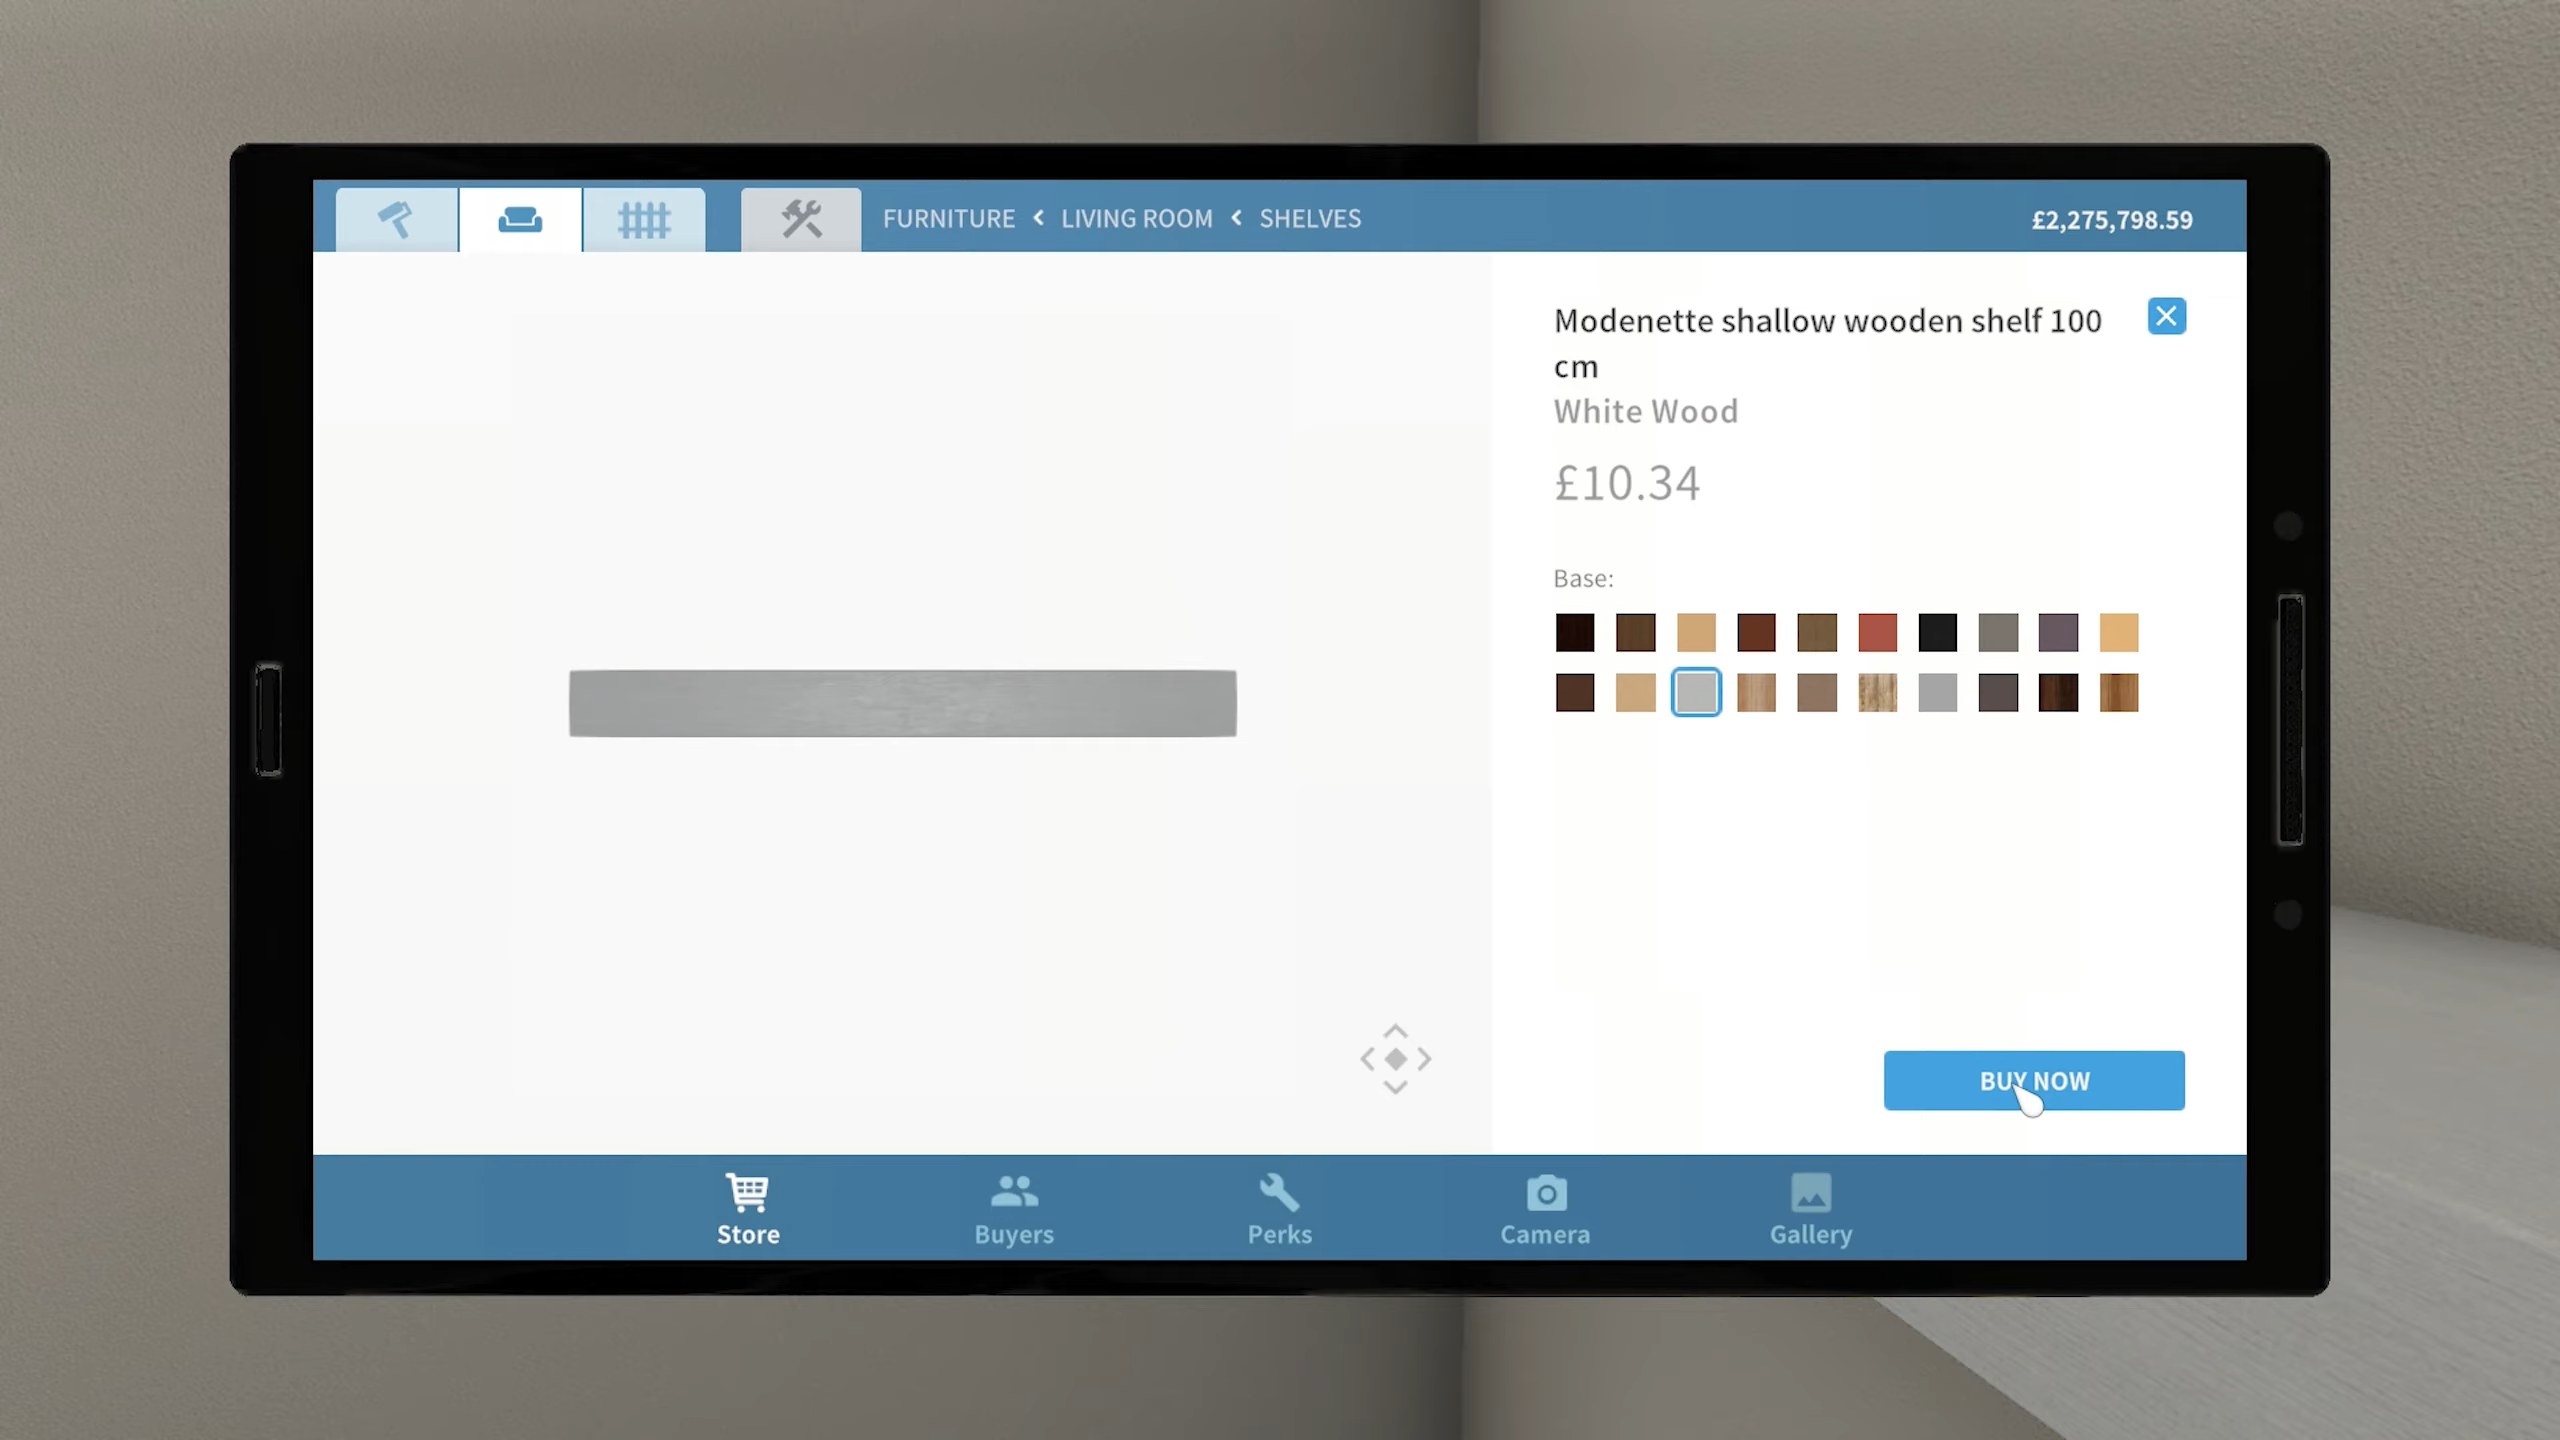 FURNITURE < LIVING ROOM < SHELVES
£2,275,798.59
Modenette shallow wooden shelf 100
cm
White Wood
£10.34
Base:
BUY NOW
Store
Buyers
Perks
Camera
Gallery